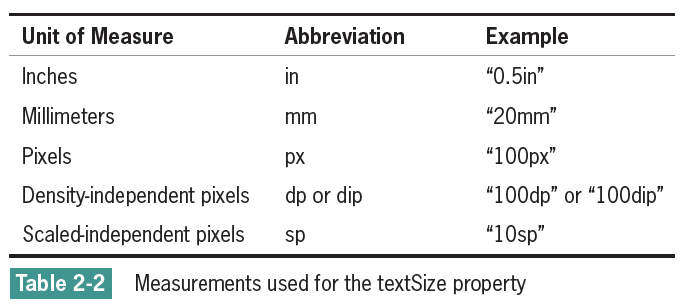 Unit of Measure Abbreviation Example
Inches in “0.5in”
Millimeters mm “20mm”
Pixels px “100px”
Density-independent pixels dp or dip “100dp” or “100dip”
Scaled-independent pixels sp “10sp”
Table 2-2 Measurements used for the textSize property